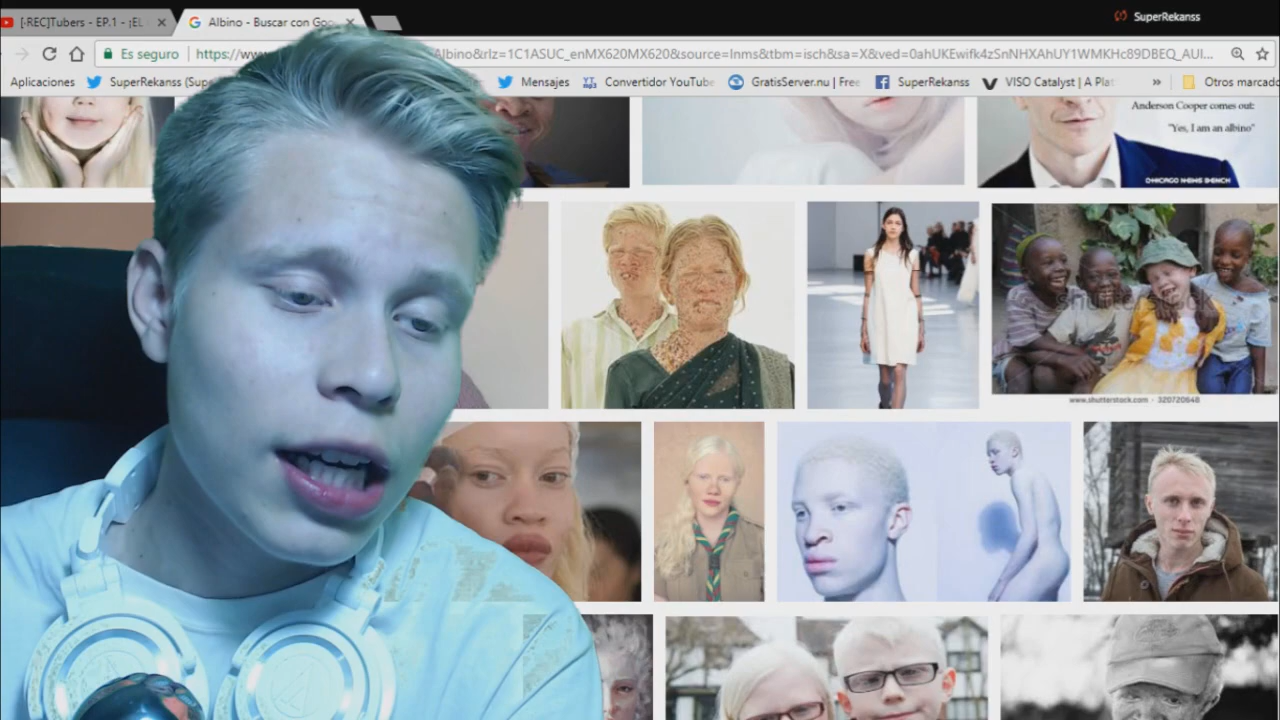 [·REC]Tubers - EP.1 - ¡EL
Albino - Buscar con Goo
SuperRekanss
Es seguro
https://ww
Albino&rlz=1C1ASUC_enMX620MX620&source=lnms&tbm=isch&sa=X&ved=0ahUKEwifk4zSnNHXAhUY1WMKHc89DBEQ_AUI...
Aplicaciones
SuperRekanss (Sup
Mensajes
Convertidor YouTube
GratisServer.nu | Free
SuperRekanss
VISO Catalyst | A Plat
»
Otros marcado
Anderson Cooper comes out:
"Yes, I am an albino"
CHICAGO NEWS BENCH
shutterstock
www.shutterstock.com · 320720648